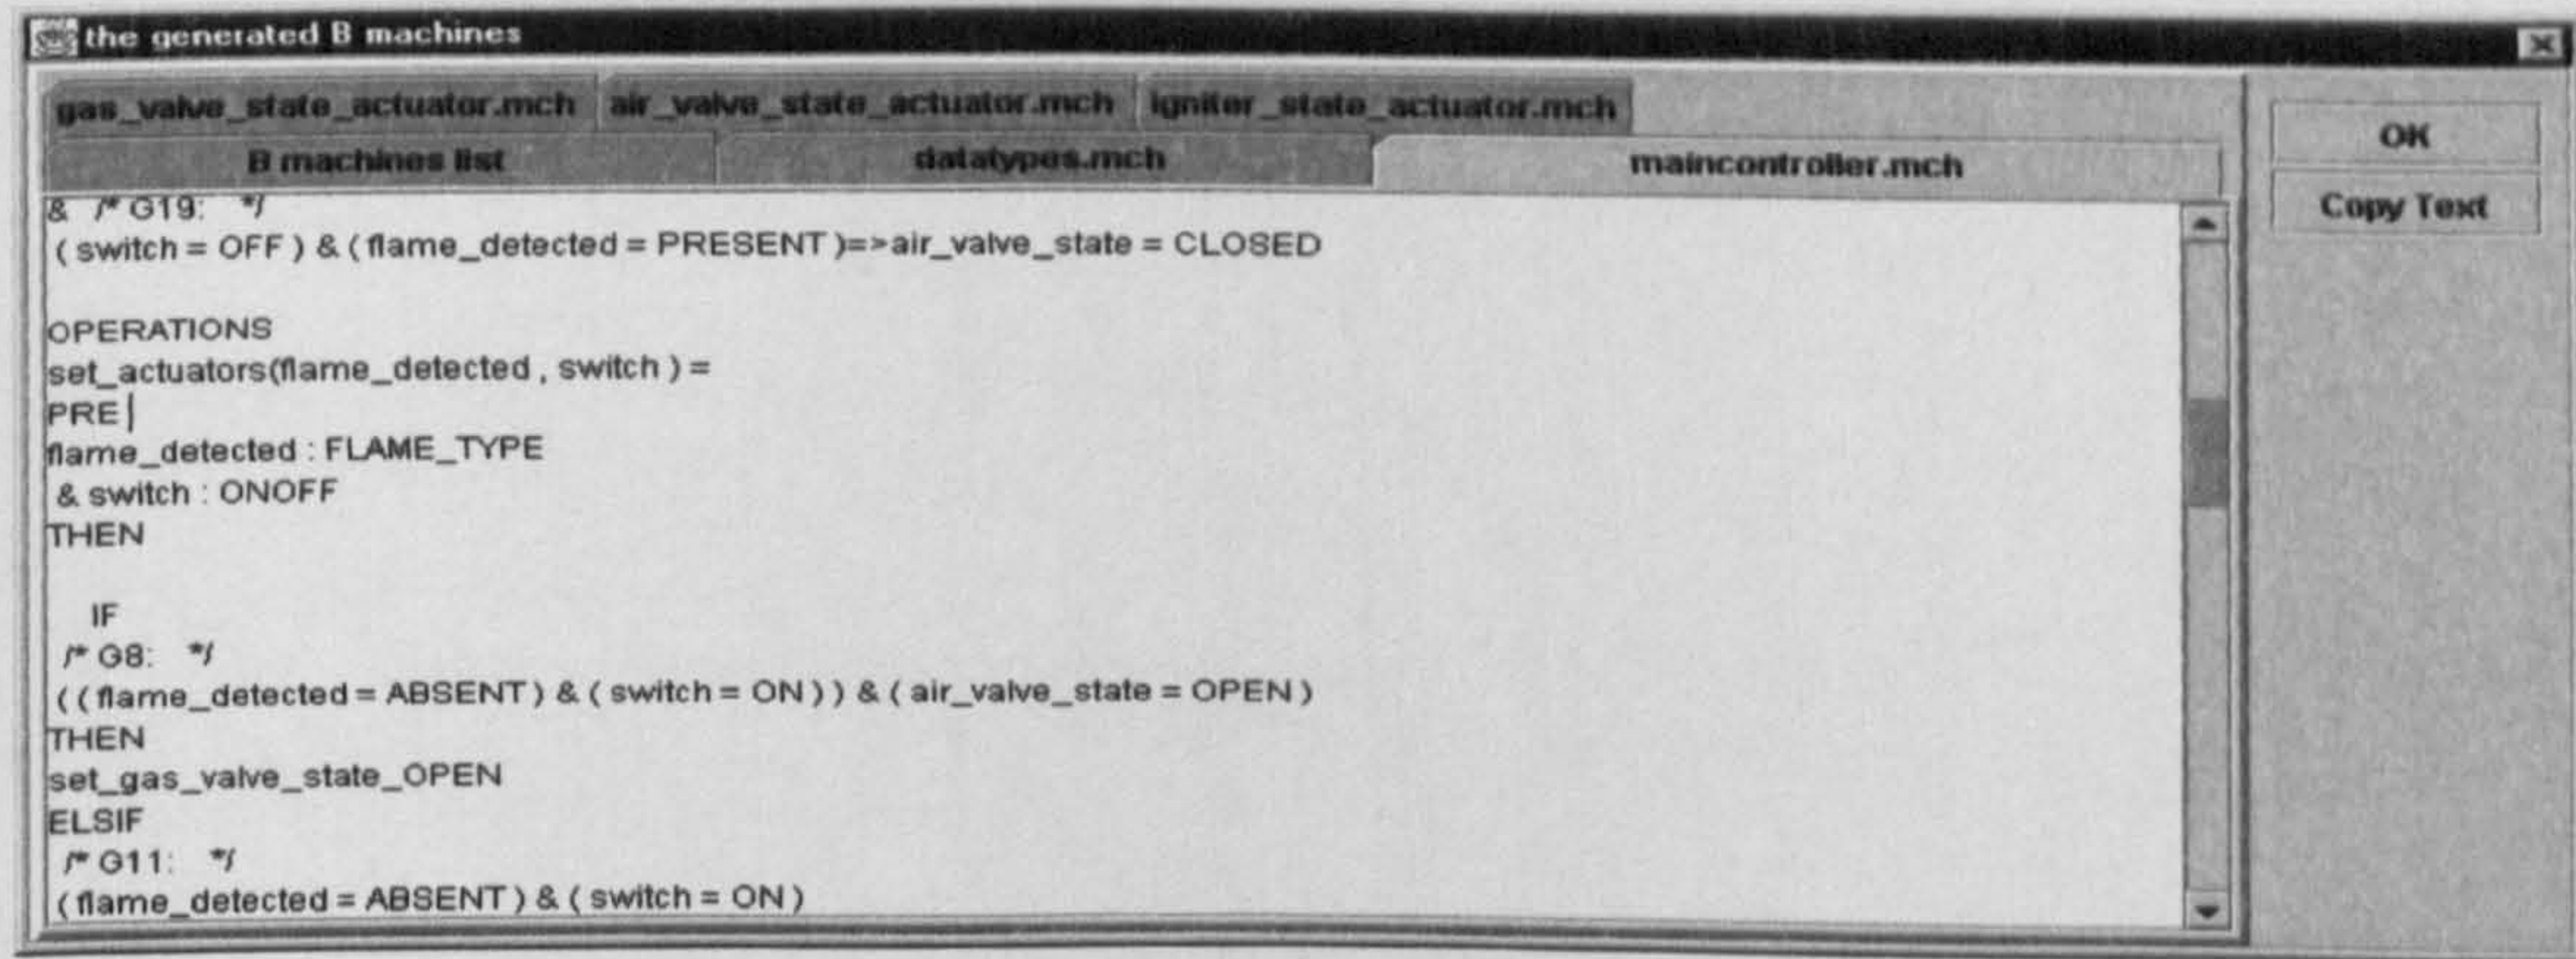 the generated B machines
gas_valve_state_actuator.mch air_valve_state_actuator.mch igniter_state_actuator.mch
B machines list datatypes.mch maincontroller.mch
OK
Copy Text
& /* G19: */
( switch = OFF ) & ( flame_detected = PRESENT )=>air_valve_state = CLOSED
OPERATIONS
set_actuators(flame_detected , switch ) =
PRE
flame_detected : FLAME_TYPE
& switch : ONOFF
THEN
IF
/* G8: */
( ( flame_detected = ABSENT ) & ( switch = ON ) ) & ( air_valve_state = OPEN )
THEN
set_gas_valve_state_OPEN
ELSIF
/* G11: */
( flame_detected = ABSENT ) & ( switch = ON )